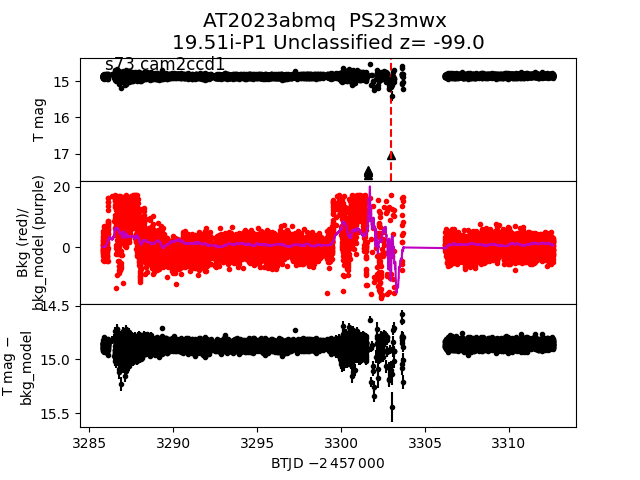 AT2023abmq  PS23mwx
19.51i-P1 Unclassified z= -99.0
s73 cam2ccd1
15
16
17
T mag
20
0
Bkg (red)/
bkg_model (purple)
14.5
15.0
15.5
T mag −
bkg_model
3285
3290
3295
3300
3305
3310
BTJD −2 457 000